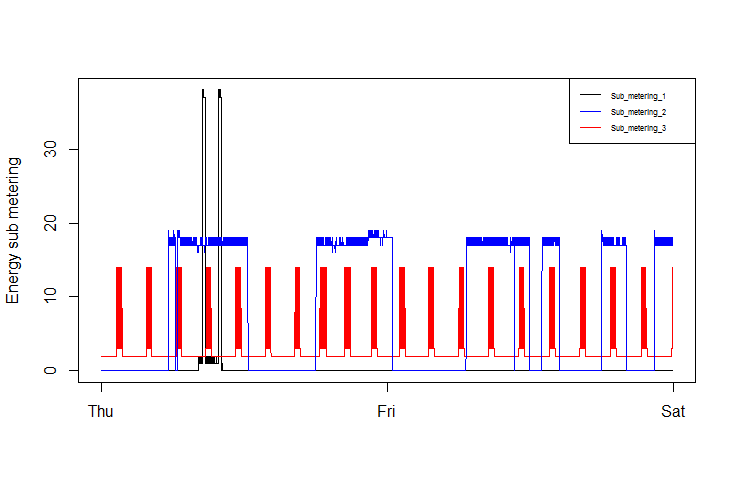 Energy sub metering
30
20
10
0
Thu
Fri
Sat
Sub_metering_1
Sub_metering_2
Sub_metering_3